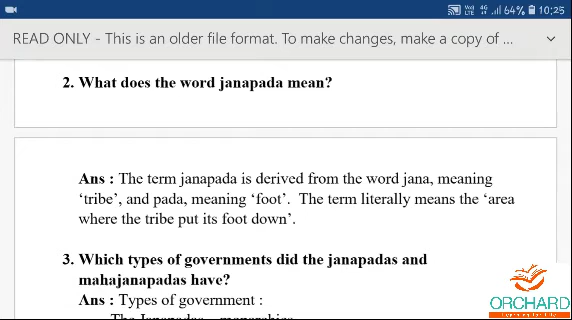 64% 10:25
READ ONLY - This is an older file format. To make changes, make a copy of ...
2. What does the word janapada mean?
Ans : The term janapada is derived from the word jana, meaning
‘tribe’, and pada, meaning ‘foot’. The term literally means the ‘area
where the tribe put its foot down’.
3. Which types of governments did the janapadas and
mahajanapadas have?
Ans : Types of government :
ORCHARD